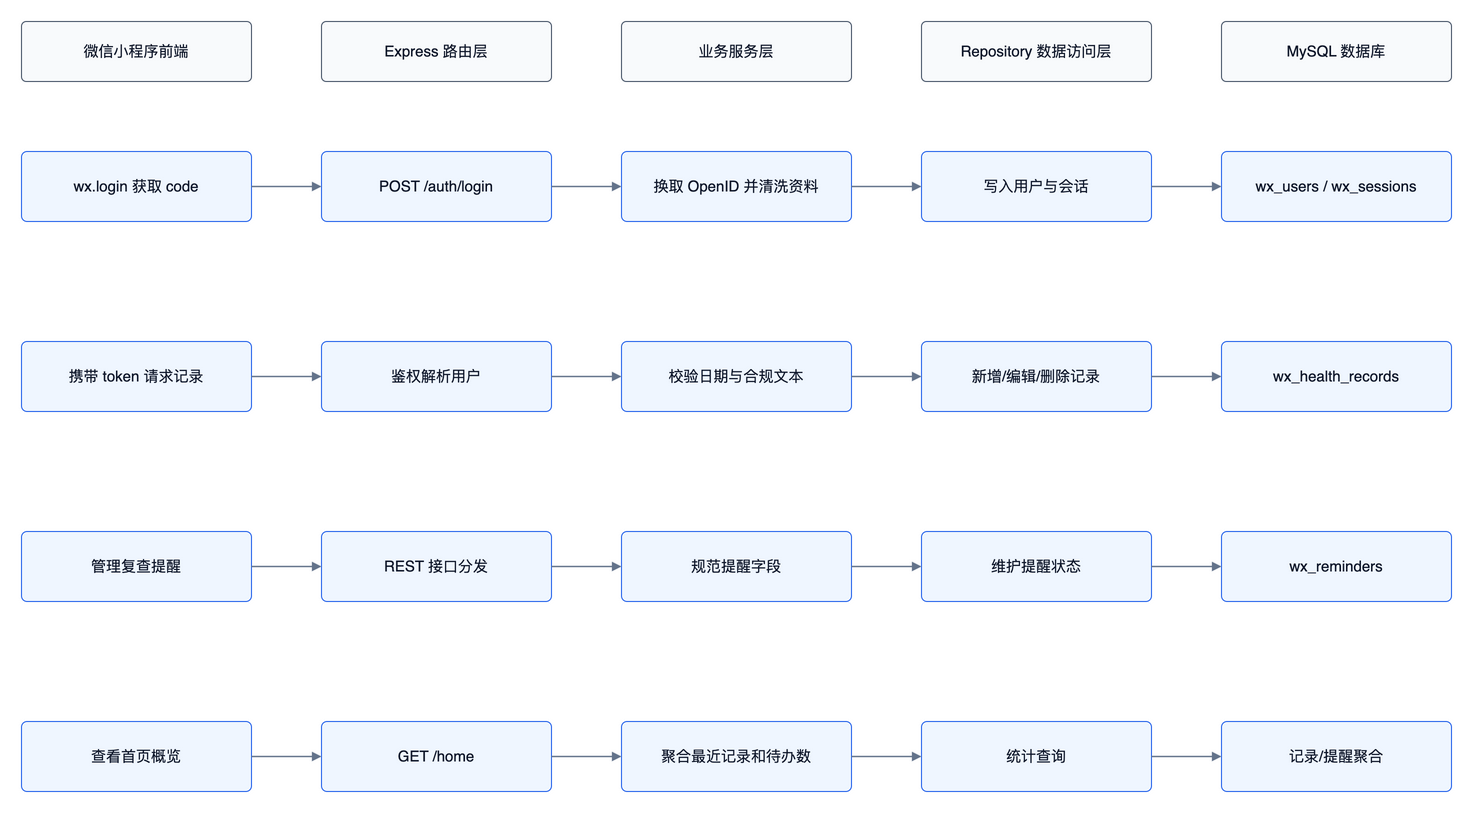 微信小程序前端
Express 路由层
业务服务层
Repository 数据访问层
MySQL 数据库
wx.login 获取 code
POST /auth/login
换取 OpenID 并清洗资料
写入用户与会话
wx_users / wx_sessions
携带 token 请求记录
鉴权解析用户
校验日期与合规文本
新增/编辑/删除记录
wx_health_records
管理复查提醒
REST 接口分发
规范提醒字段
维护提醒状态
wx_reminders
查看首页概览
GET /home
聚合最近记录和待办数
统计查询
记录/提醒聚合